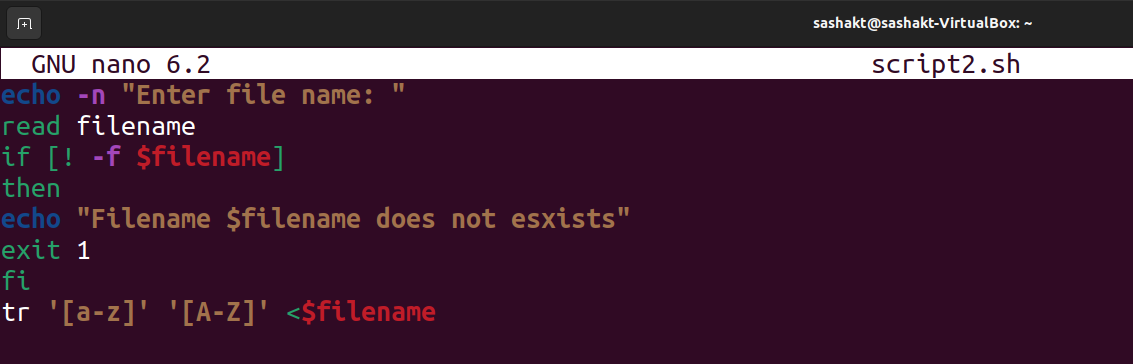 sashakt@sashakt-VirtualBox: ~
GNU nano 6.2 script2.sh
echo -n "Enter file name: "
read filename
if [! -f $filename]
then
echo "Filename $filename does not esxists"
exit 1
fi
tr '[a-z]' '[A-Z]' <$filename